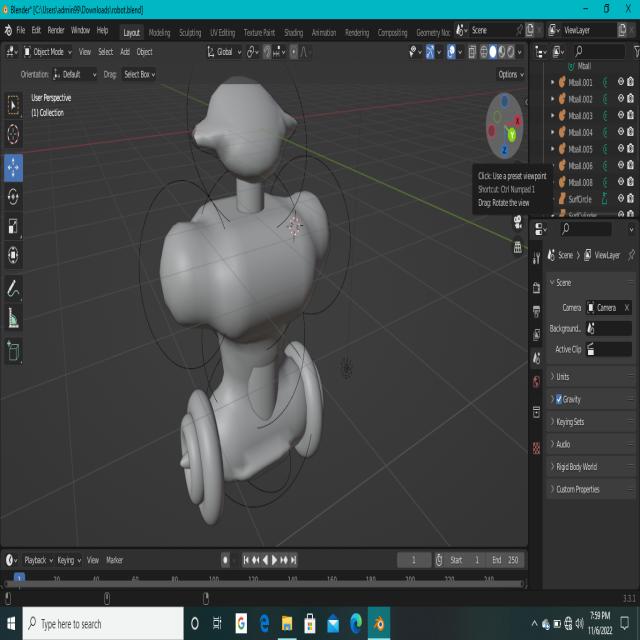 Blender* [C:\Users\admin99\Downloads\robot.blend]
File Edit Render Window Help Layout Modeling Sculpting UV Editing Texture Paint Shading Animation Rendering Compositing Geometry Noc Scene ViewLayer
Object Mode View Select Add Object Global
Orientation: Default Drag: Select Box Options
User Perspective
(1) Collection
X
Y
Z
Click: Use a preset viewpoint
Shortcut: Ctrl Numpad 1
Drag: Rotate the view
Mball
Mball.001
Mball.002
Mball.003
Mball.004
Mball.005
Mball.006
Mball.008
SurfCircle
Scene ViewLayer
Scene
Camera Camera
Background..
Active Clip
Units
Gravity
Keying Sets
Audio
Rigid Body World
Custom Properties
Playback Keying View Marker 1 Start 1 End 250
1 20 40 60 80 100 120 140 160 180 200 220 240
3.3.1
Type here to search
7:59 PM
11/6/2022